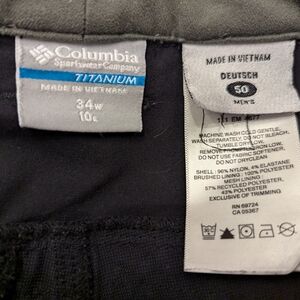 Columbia
Sportswear Company
TITANIUM
MADE IN VIETNAM
34W
MADE IN VIETNAM
DEUTSCH
50
MEN'S
MACHINE WASH COLD GENTLE,
WASH SEPARATELY, DO NOT BLEACH,
TUMBLE DRY LOW,
REMOVE PROMPTLY,
DO NOT USE FABRIC SOFTENER,
DO NOT DRYCLEAN
SHELL: 96% NYLON, 4% ELASTANE
BRUSHED LINING: 100% POLYESTER
MESH LINING:
57% RECYCLED POLYESTER,
43% POLYESTER
EXCLUSIVE OF TRIMMING
RN 69724
CA 05367